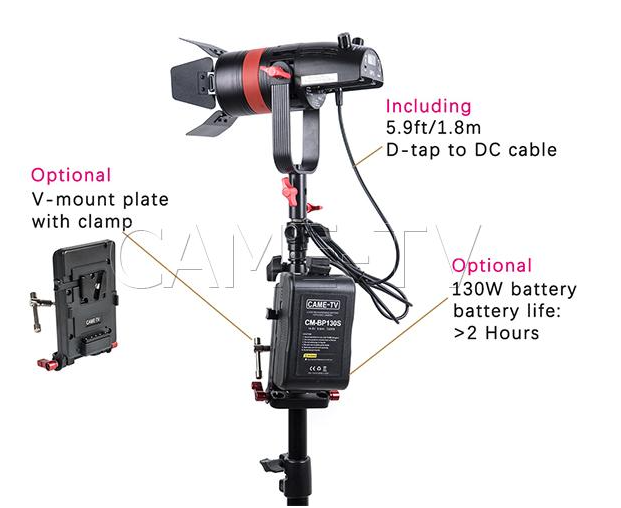 Including
5.9ft/1.8m
D-tap to DC cable
Optional
V-mount plate
with clamp
CAME-TV
Optional
130W battery
battery life:
>2 Hours
CAME-TV
CAME-TV
CM-BP130S